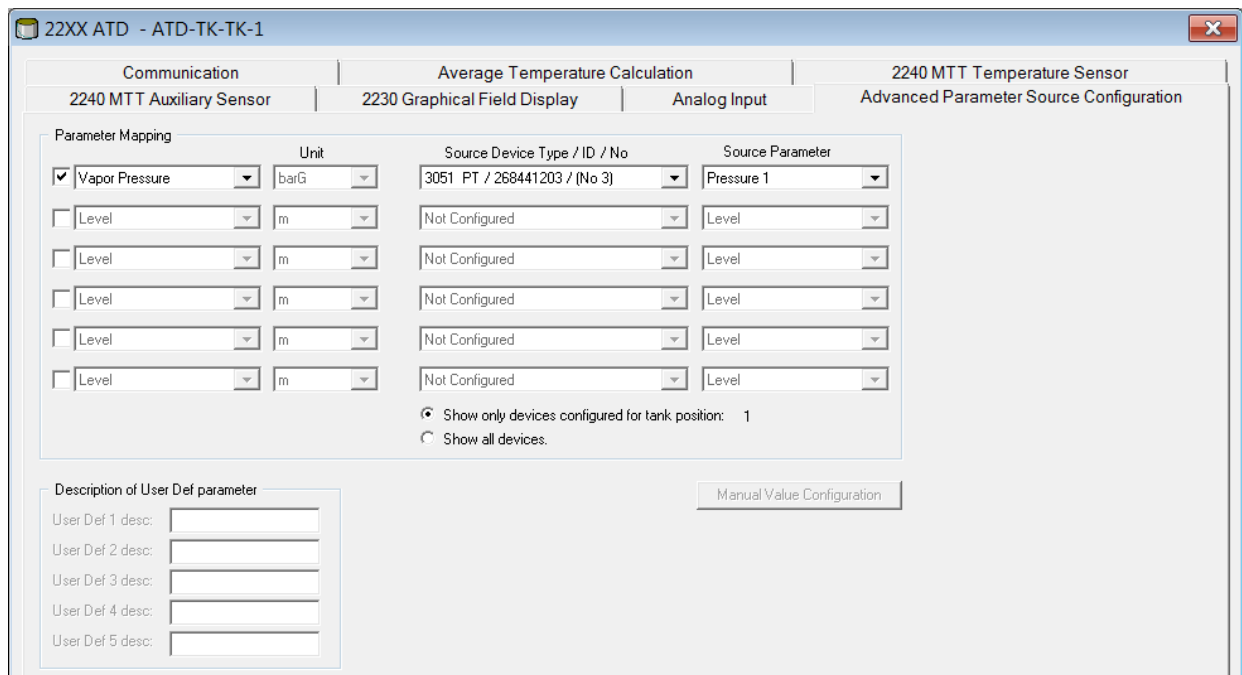 22XX ATD - ATD-TK-TK-1
Communication Average Temperature Calculation 2240 MTT Temperature Sensor
2240 MTT Auxiliary Sensor 2230 Graphical Field Display Analog Input Advanced Parameter Source Configuration
Parameter Mapping
Unit Source Device Type / ID / No Source Parameter
Vapor Pressure barG 3051 PT / 268441203 / (No 3) Pressure 1
Level m Not Configured Level
Level m Not Configured Level
Level m Not Configured Level
Level m Not Configured Level
Level m Not Configured Level
Show only devices configured for tank position: 1
Show all devices.
Description of User Def parameter
Manual Value Configuration
User Def 1 desc:
User Def 2 desc:
User Def 3 desc:
User Def 4 desc:
User Def 5 desc: